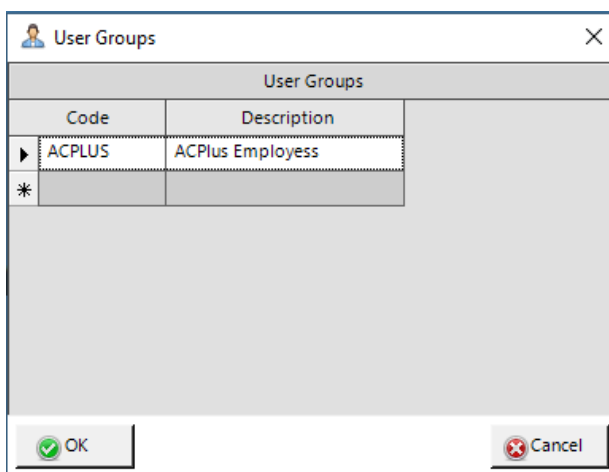 User Groups
User Groups
Code Description
ACPLUS ACPlus Employess
OK Cancel